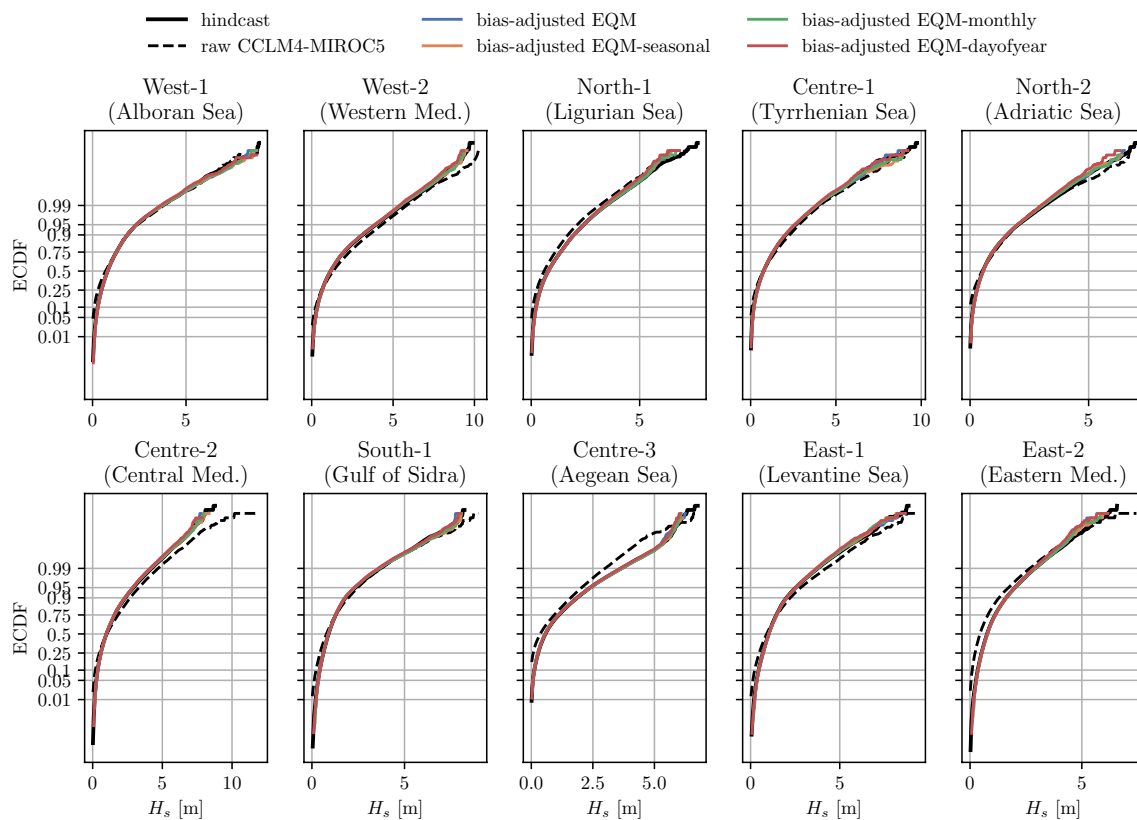 hindcast
raw CCLM4-MIROC5
bias-adjusted EQM
bias-adjusted EQM-seasonal
bias-adjusted EQM-monthly
bias-adjusted EQM-dayofyear
West-1
(Alboran Sea)
West-2
(Western Med.)
North-1
(Ligurian Sea)
Centre-1
(Tyrrhenian Sea)
North-2
(Adriatic Sea)
ECDF
0.99
0.95
0.9
0.75
0.5
0.25
0.1
0.05
0.01
0 5
0 5 10
0 5
0 5 10
0 5
Centre-2
(Central Med.)
South-1
(Gulf of Sidra)
Centre-3
(Aegean Sea)
East-1
(Levantine Sea)
East-2
(Eastern Med.)
ECDF
0.99
0.95
0.9
0.75
0.5
0.25
0.1
0.05
0.01
0 5 10
0 5
0.0 2.5 5.0
0 5
0 5
H_s [m]
H_s [m]
H_s [m]
H_s [m]
H_s [m]